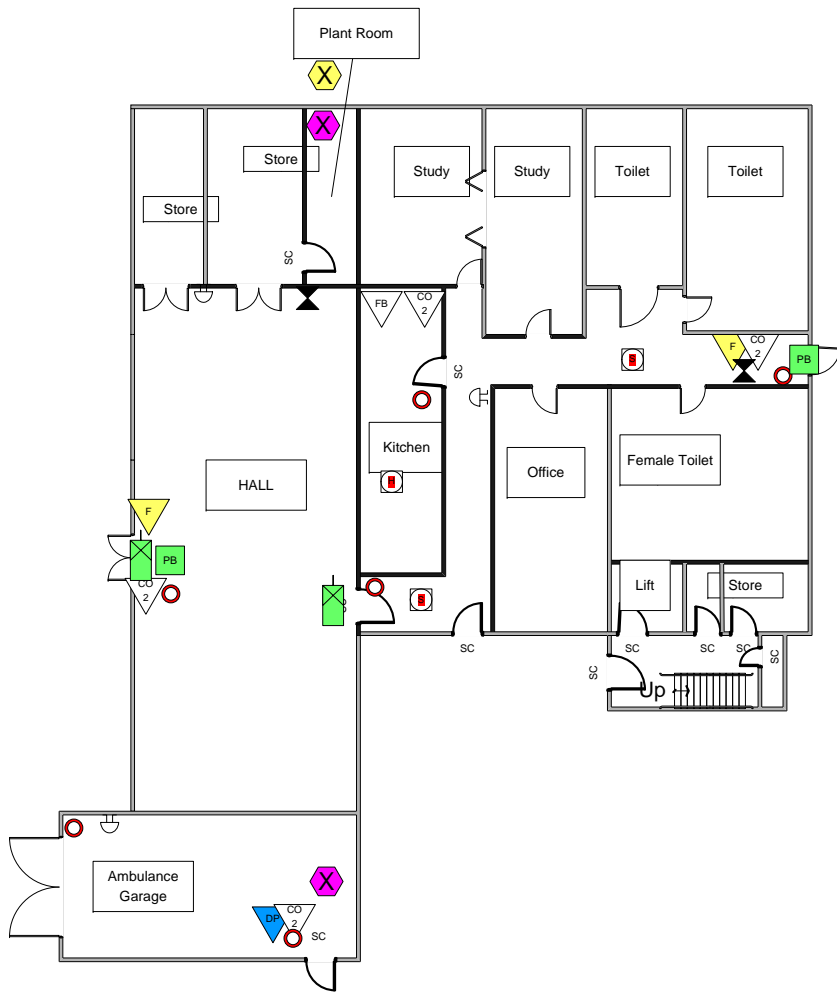 Plant Room
X
X
Store
Study
Study
Toilet
Toilet
Store
SC
FB
CO
2
F
CO
2
PB
SC
Kitchen
HALL
Office
Female Toilet
F
PB
CO
2
Lift
Store
SC
SC
SC
SC
SC
SC
Up
Ambulance
Garage
X
DP
CO
2
SC